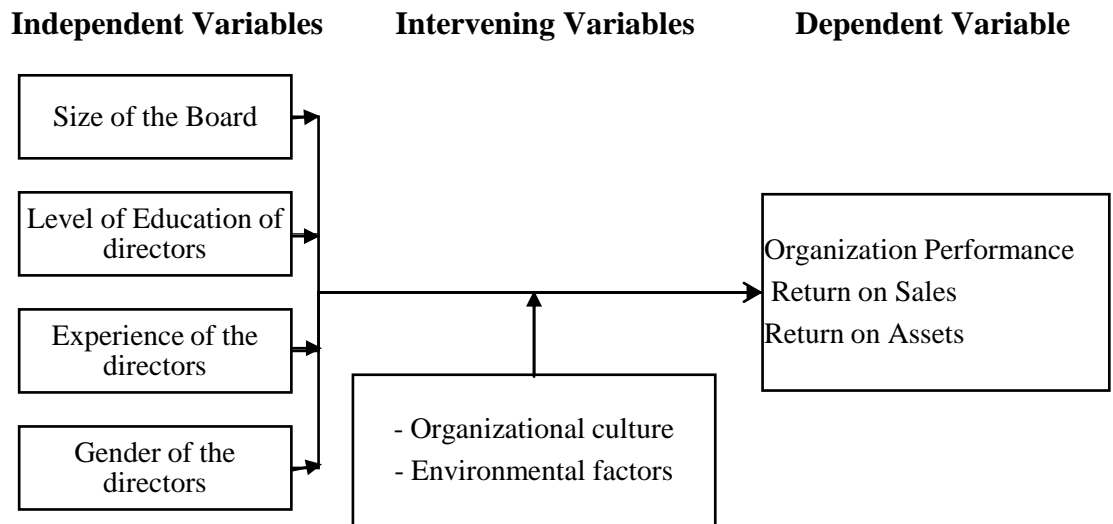 Independent Variables
Intervening Variables
Dependent Variable
Size of the Board
Level of Education of
directors
Experience of the
directors
Gender of the
directors
- Organizational culture
- Environmental factors
Organization Performance
Return on Sales
Return on Assets